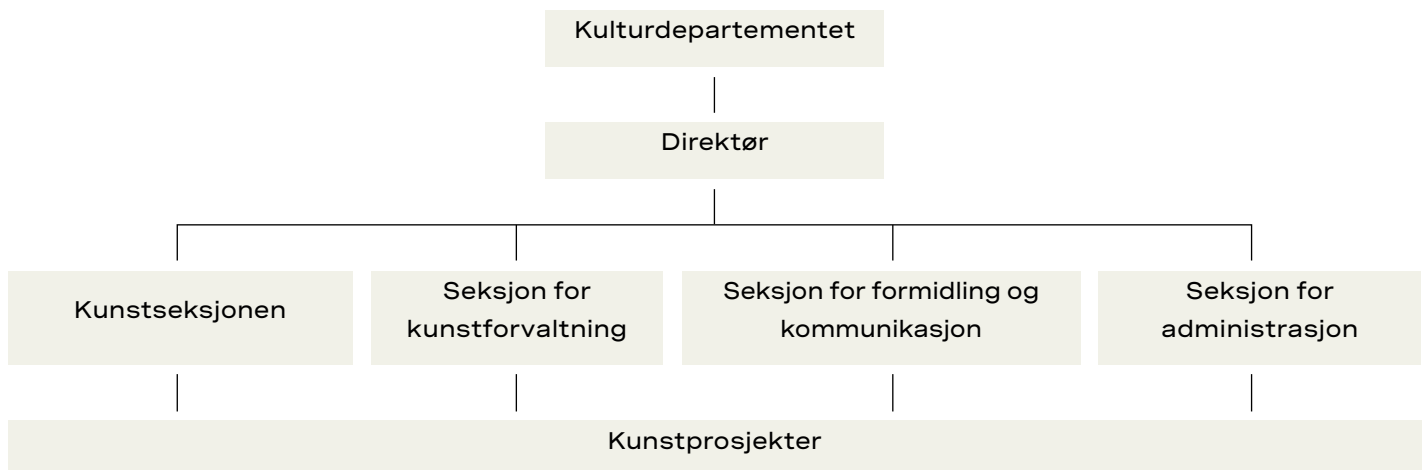 Kulturdepartementet
Direktør
Kunstseksjonen
Seksjon for
kunstforvaltning
Seksjon for formidling og
kommunikasjon
Seksjon for
administrasjon
Kunstprosjekter